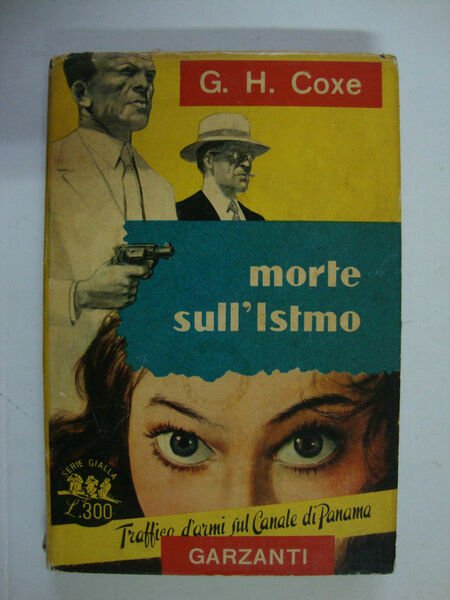 G. H. Coxe
morte
sull'Istmo
SERIE GIALLA
L.300
Traffico d'armi sul Canale di Panama
GARZANTI